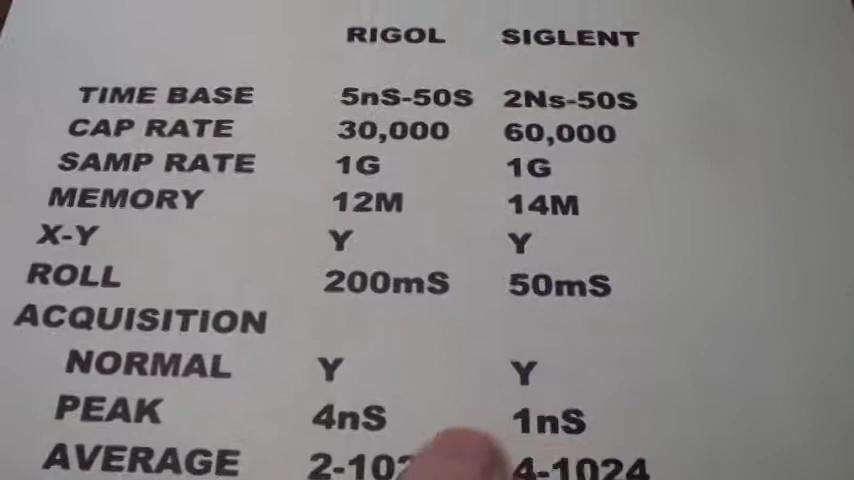 RIGOL SIGLENT
TIME BASE 5nS-50S 2Ns-50S
CAP RATE 30,000 60,000
SAMP RATE 1G 1G
MEMORY 12M 14M
X-Y Y Y
ROLL 200mS 50mS
ACQUISITION
NORMAL Y Y
PEAK 4nS 1nS
AVERAGE 4-1024